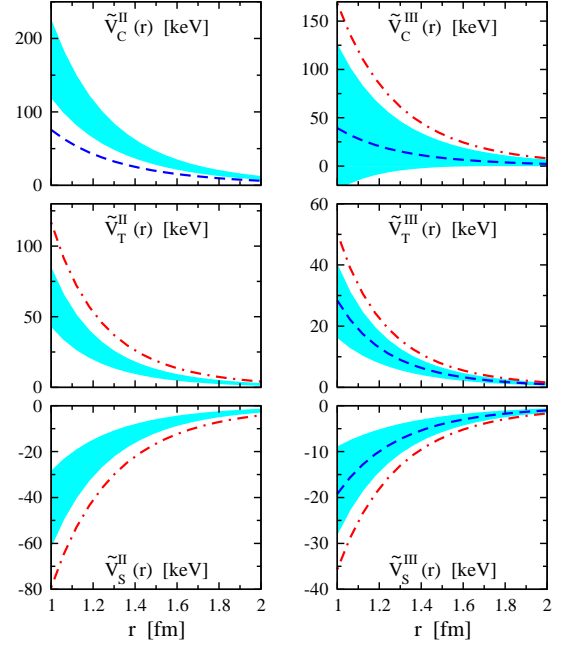 Ṽ_C^II (r) [keV]
200
150
100
50
0
Ṽ_C^III (r) [keV]
150
100
50
0
Ṽ_T^II (r) [keV]
100
50
0
Ṽ_T^III (r) [keV]
60
40
20
0
0
-20
-40
-60
-80
Ṽ_S^II (r) [keV]
1 1.2 1.4 1.6 1.8 2
r [fm]
0
-10
-20
-30
-40
Ṽ_S^III (r) [keV]
1 1.2 1.4 1.6 1.8 2
r [fm]